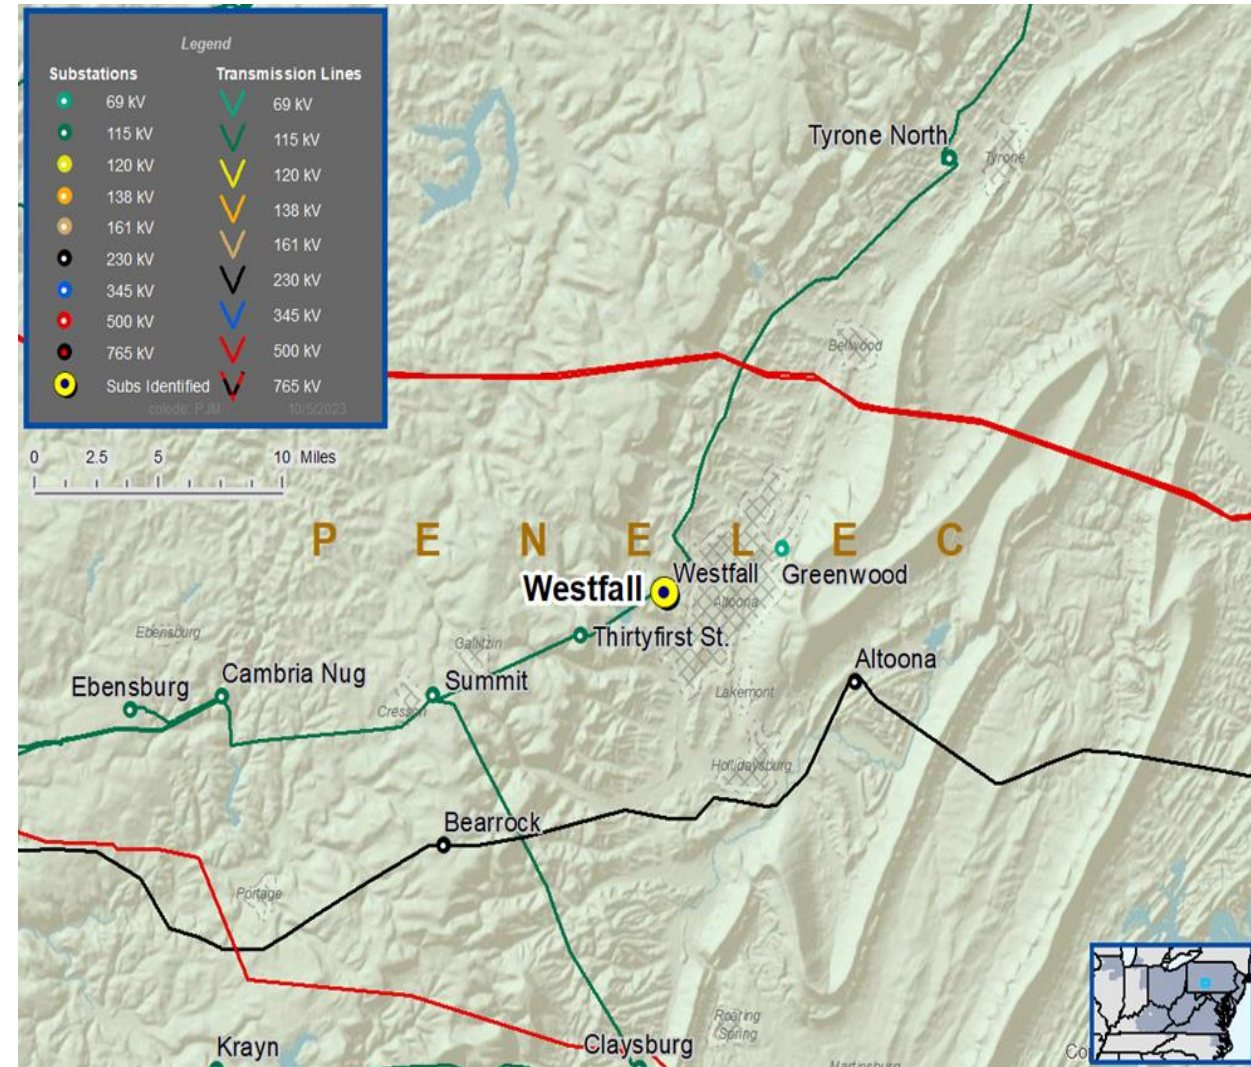 Legend
Substations
Transmission Lines
69 kV
69 kV
115 kV
115 kV
120 kV
120 kV
138 kV
138 kV
161 kV
161 kV
230 kV
230 kV
345 kV
345 kV
500 kV
500 kV
765 kV
765 kV
Subs Identified
colode: PJM
10/5/2023
0 2.5 5 10 Miles
Tyrone North
Tyrone
Bellwood
P E N E L E C
Westfall
Westfall
Greenwood
Altoona
Thirtyfirst St.
Ebensburg
Gallitzin
Summit
Cambria Nug
Ebensburg
Cresson
Lakemont
Altoona
Hollidaysburg
Bearrock
Portage
Roaring
Spring
Claysburg
Krayn
Martinsburg
Co